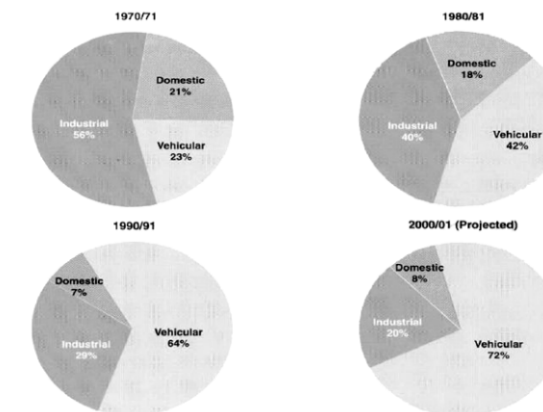 1970/71
Domestic
21%
Industrial
56%
Vehicular
23%
1980/81
Domestic
18%
Industrial
40%
Vehicular
42%
1990/91
Domestic
7%
Industrial
29%
Vehicular
64%
2000/01 (Projected)
Domestic
8%
Industrial
20%
Vehicular
72%